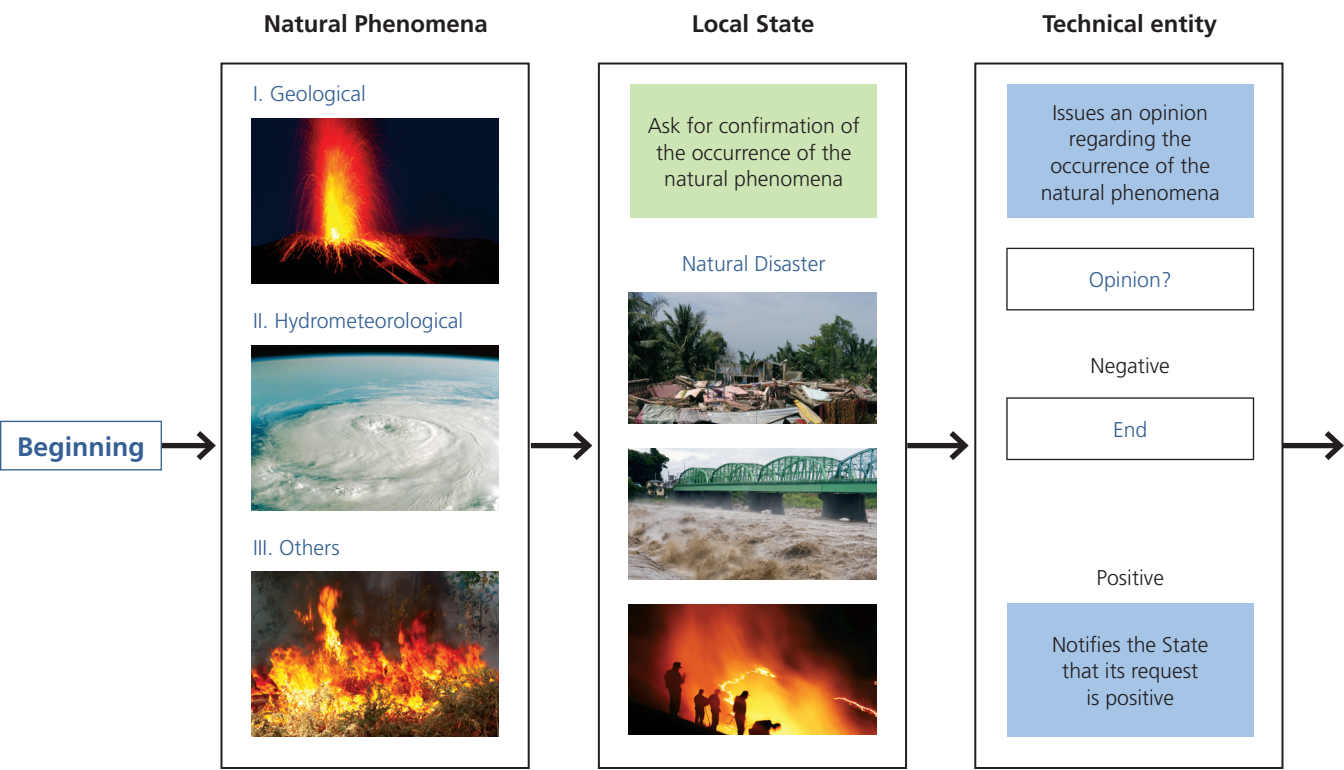 Natural Phenomena
Local State
Technical entity
Beginning
I. Geological
II. Hydrometeorological
III. Others
Ask for confirmation of
the occurrence of the
natural phenomena
Natural Disaster
Issues an opinion
regarding the
occurrence of the
natural phenomena
Opinion?
Negative
End
Positive
Notifies the State
that its request
is positive